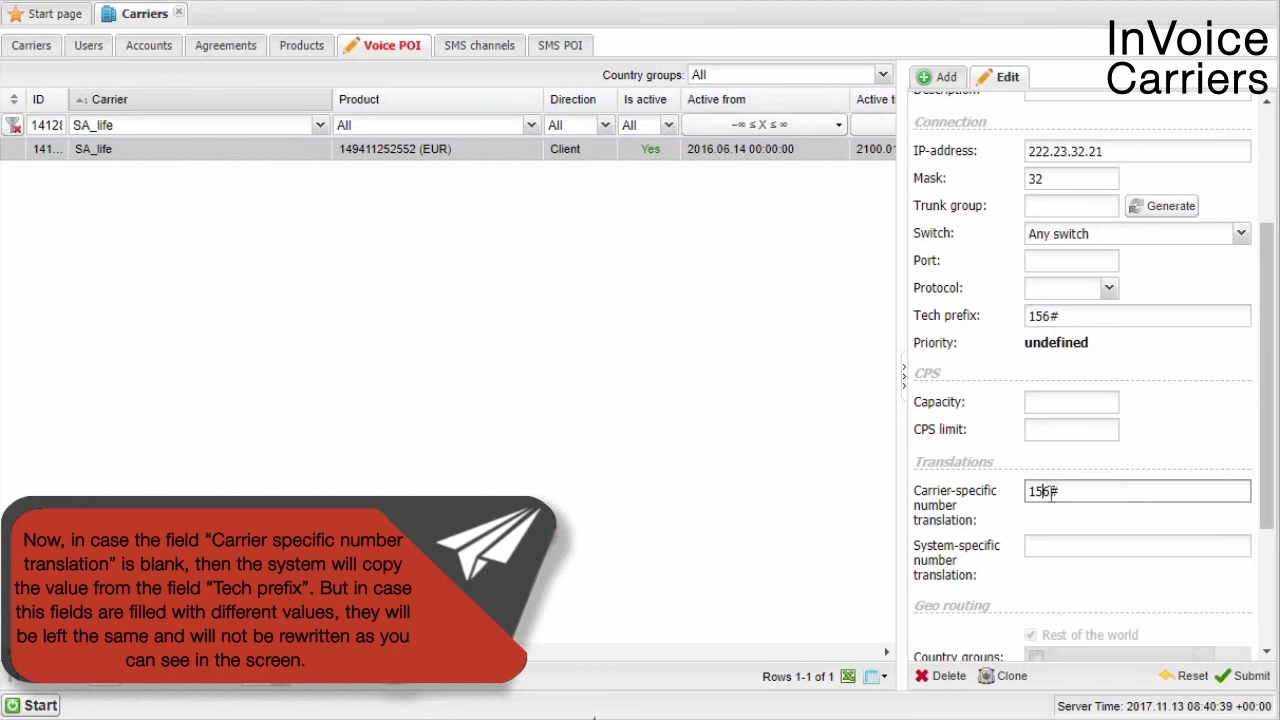 Start page
Carriers
InVoice
Carriers
Carriers
Users
Accounts
Agreements
Products
Voice POI
SMS channels
SMS POI
Country groups: All
Add
Edit
ID
Carrier
Product
Direction
Is active
Active from
Active t
1412
SA_life
All
All
All
-∞ ≤ X ≤ ∞
141...
SA_life
149411252552 (EUR)
Client
Yes
2016.06.14 00:00:00
2100.0
Description:
Connection
IP-address: 222.23.32.21
Mask: 32
Trunk group:
Generate
Switch: Any switch
Port:
Protocol:
Tech prefix: 156#
Priority: undefined
CPS
Capacity:
CPS limit:
Translations
Carrier-specific
number
translation:
156#
System-specific
number
translation:
Geo routing
Rest of the world
Country groups:
Now, in case the field “Carrier specific number
translation” is blank, then the system will copy
the value from the field “Tech prefix”. But in case
this fields are filled with different values, they will
be left the same and will not be rewritten as you
can see in the screen.
Rows 1-1 of 1
Delete
Clone
Reset
Submit
Start
Server Time: 2017.11.13 08:40:39 +00:00